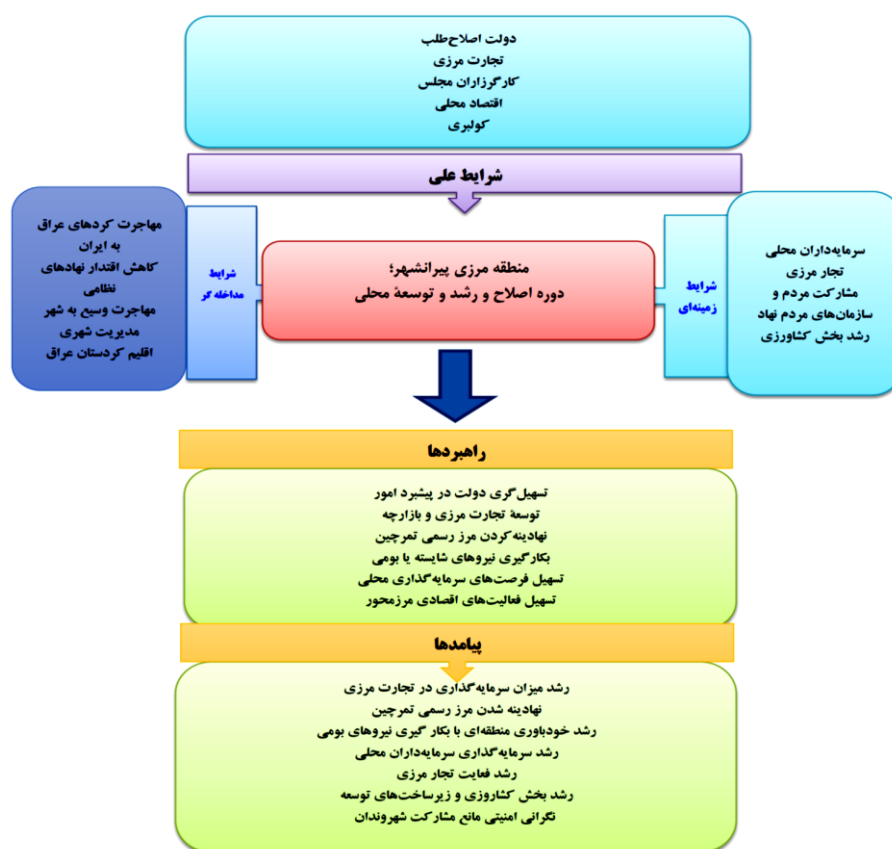 دولت اصلاح‌طلب
تجارت مرزی
کارگرزاران مجلس
اقتصاد محلی
کولبری
شرایط علی
سرمایه‌داران محلی
تجار مرزی
مشارکت مردم و
سازمان‌های مردم نهاد
رشد بخش کشاورزی
شرایط
زمینه‌ای
منطقه مرزی پیرانشهر؛
دوره اصلاح و رشد و توسعهٔ محلی
شرایط
مداخله گر
مهاجرت کردهای عراق
به ایران
کاهش اقتدار نهادهای
نظامی
مهاجرت وسیع به شهر
مدیریت شهری
اقلیم کردستان عراق
راهبردها
تسهیل‌گری دولت در پیشبرد امور
توسعهٔ تجارت مرزی و بازارچه
نهادینه‌کردن مرز رسمی تمرچین
بکارگیری نیروهای شایسته یا بومی
تسهیل فرصت‌های سرمایه‌گذاری محلی
تسهیل فعالیت‌های اقتصادی مرزمحور
پیامدها
رشد میزان سرمایه‌گذاری در تجارت مرزی
نهادینه شدن مرز رسمی تمرچین
رشد خودباوری منطقه‌ای با بکار گیری نیروهای بومی
رشد سرمایه‌گذاری سرمایه‌داران محلی
رشد فعایت تجار مرزی
رشد بخش کشاروزی و زیرساخت‌های توسعه
نگرانی امنیتی مانع مشارکت شهروندان